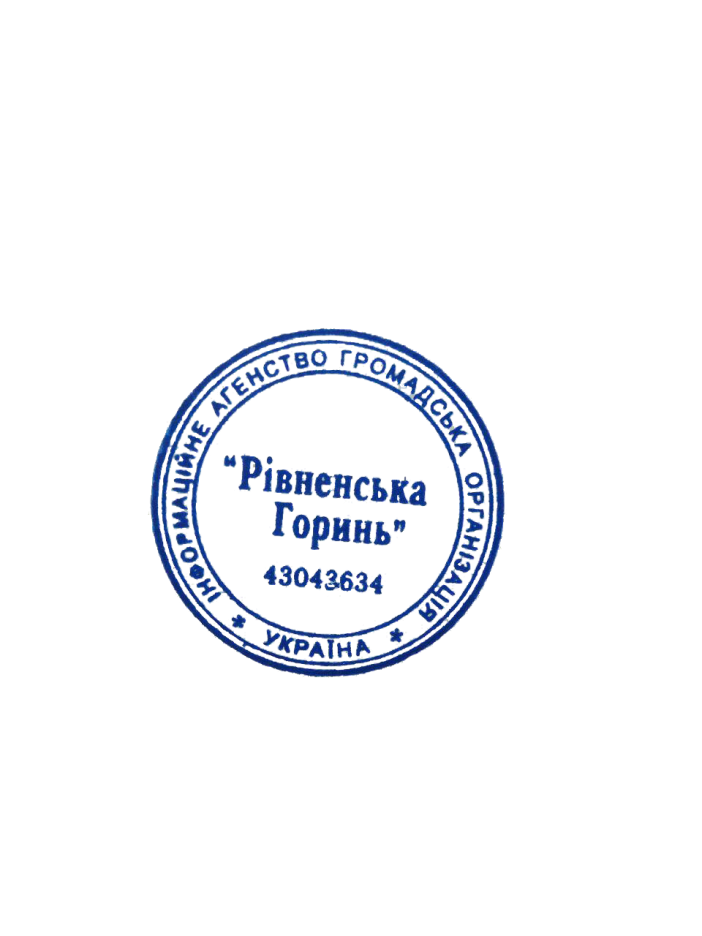 ІНФОРМАЦІЙНЕ АГЕНСТВО ГРОМАДСЬКА ОРГАНІЗАЦІЯ
"Рівненська
Горинь"
43043634
* УКРАЇНА *